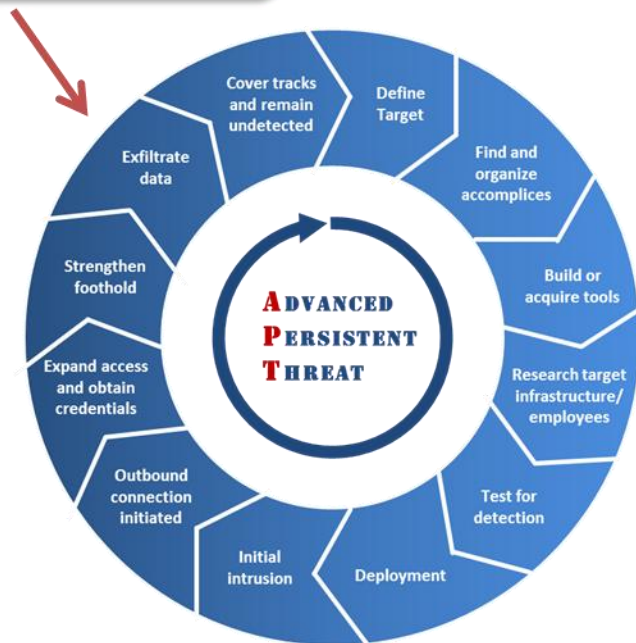 Cover tracks
and remain
undetected
Define
Target
Find and
organize
accomplices
Build or
acquire tools
Research target
infrastructure/
employees
Test for
detection
Deployment
Initial
intrusion
Outbound
connection
initiated
Expand access
and obtain
credentials
Strengthen
foothold
Exfiltrate
data
ADVANCED
PERSISTENT
THREAT